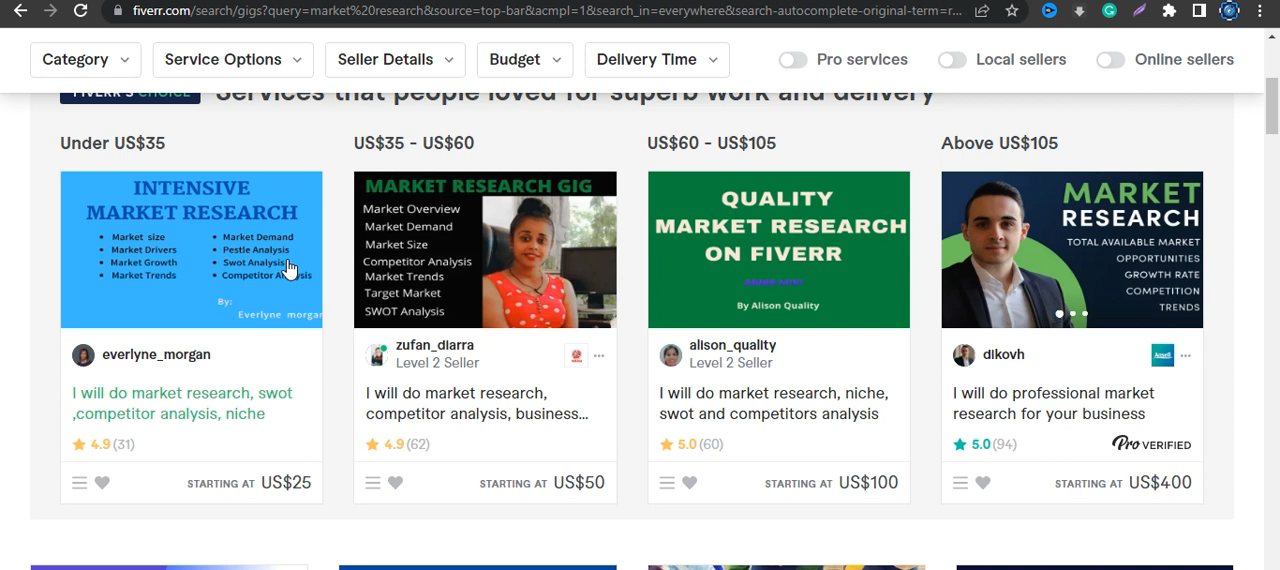 fiverr.com/search/gigs?query=market%20research&source=top-bar&acmpl=1&search_in=everywhere&search-autocomplete-original-term=r...
Category
Service Options
Seller Details
Budget
Delivery Time
Pro services
Local sellers
Online sellers
FIVERR'S CHOICE
Services that people loved for superb work and delivery
Under US$35
US$35 - US$60
US$60 - US$105
Above US$105
INTENSIVE
MARKET RESEARCH
Market size
Market Drivers
Market Growth
Market Trends
Market Demand
Pestle Analysis
Swot Analysis
Competitor Analysis
By:
Everlyne morgan
everlyne_morgan
I will do market research, swot
,competitor analysis, niche
4.9 (31)
STARTING AT US$25
MARKET RESEARCH GIG
Market Overview
Market Demand
Market Size
Competitor Analysis
Market Trends
Target Market
SWOT Analysis
zufan_diarra
Level 2 Seller
I will do market research,
competitor analysis, business...
4.9 (62)
STARTING AT US$50
QUALITY
MARKET RESEARCH
ON FIVERR
By Alison Quality
alison_quality
Level 2 Seller
I will do market research, niche,
swot and competitors analysis
5.0 (60)
STARTING AT US$100
MARKET
RESEARCH
TOTAL AVAILABLE MARKET
OPPORTUNITIES
GROWTH RATE
COMPETITION
TRENDS
dikovh
I will do professional market
research for your business
5.0 (94)
Pro VERIFIED
STARTING AT US$400